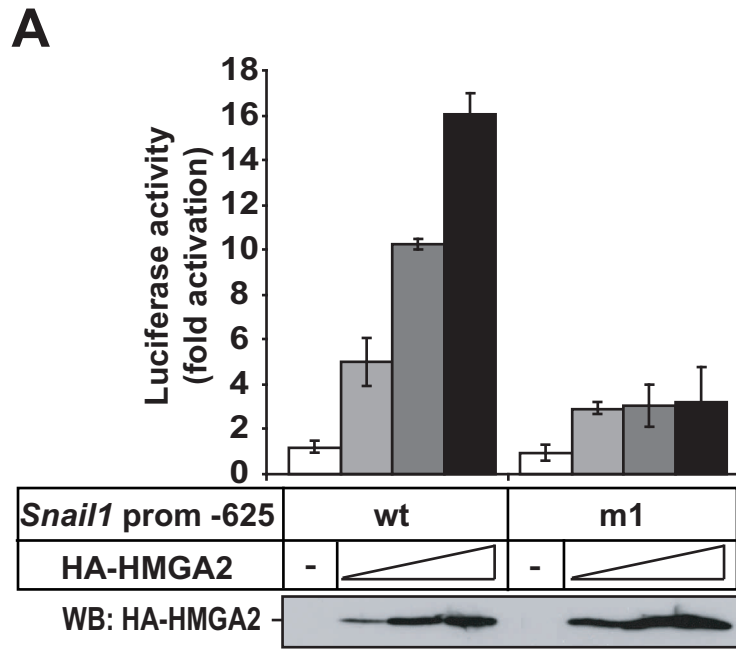 A
Luciferase activity
(fold activation)
18
16
14
12
10
8
6
4
2
0
Snail1 prom -625 wt m1
HA-HMGA2 - -
WB: HA-HMGA2 -